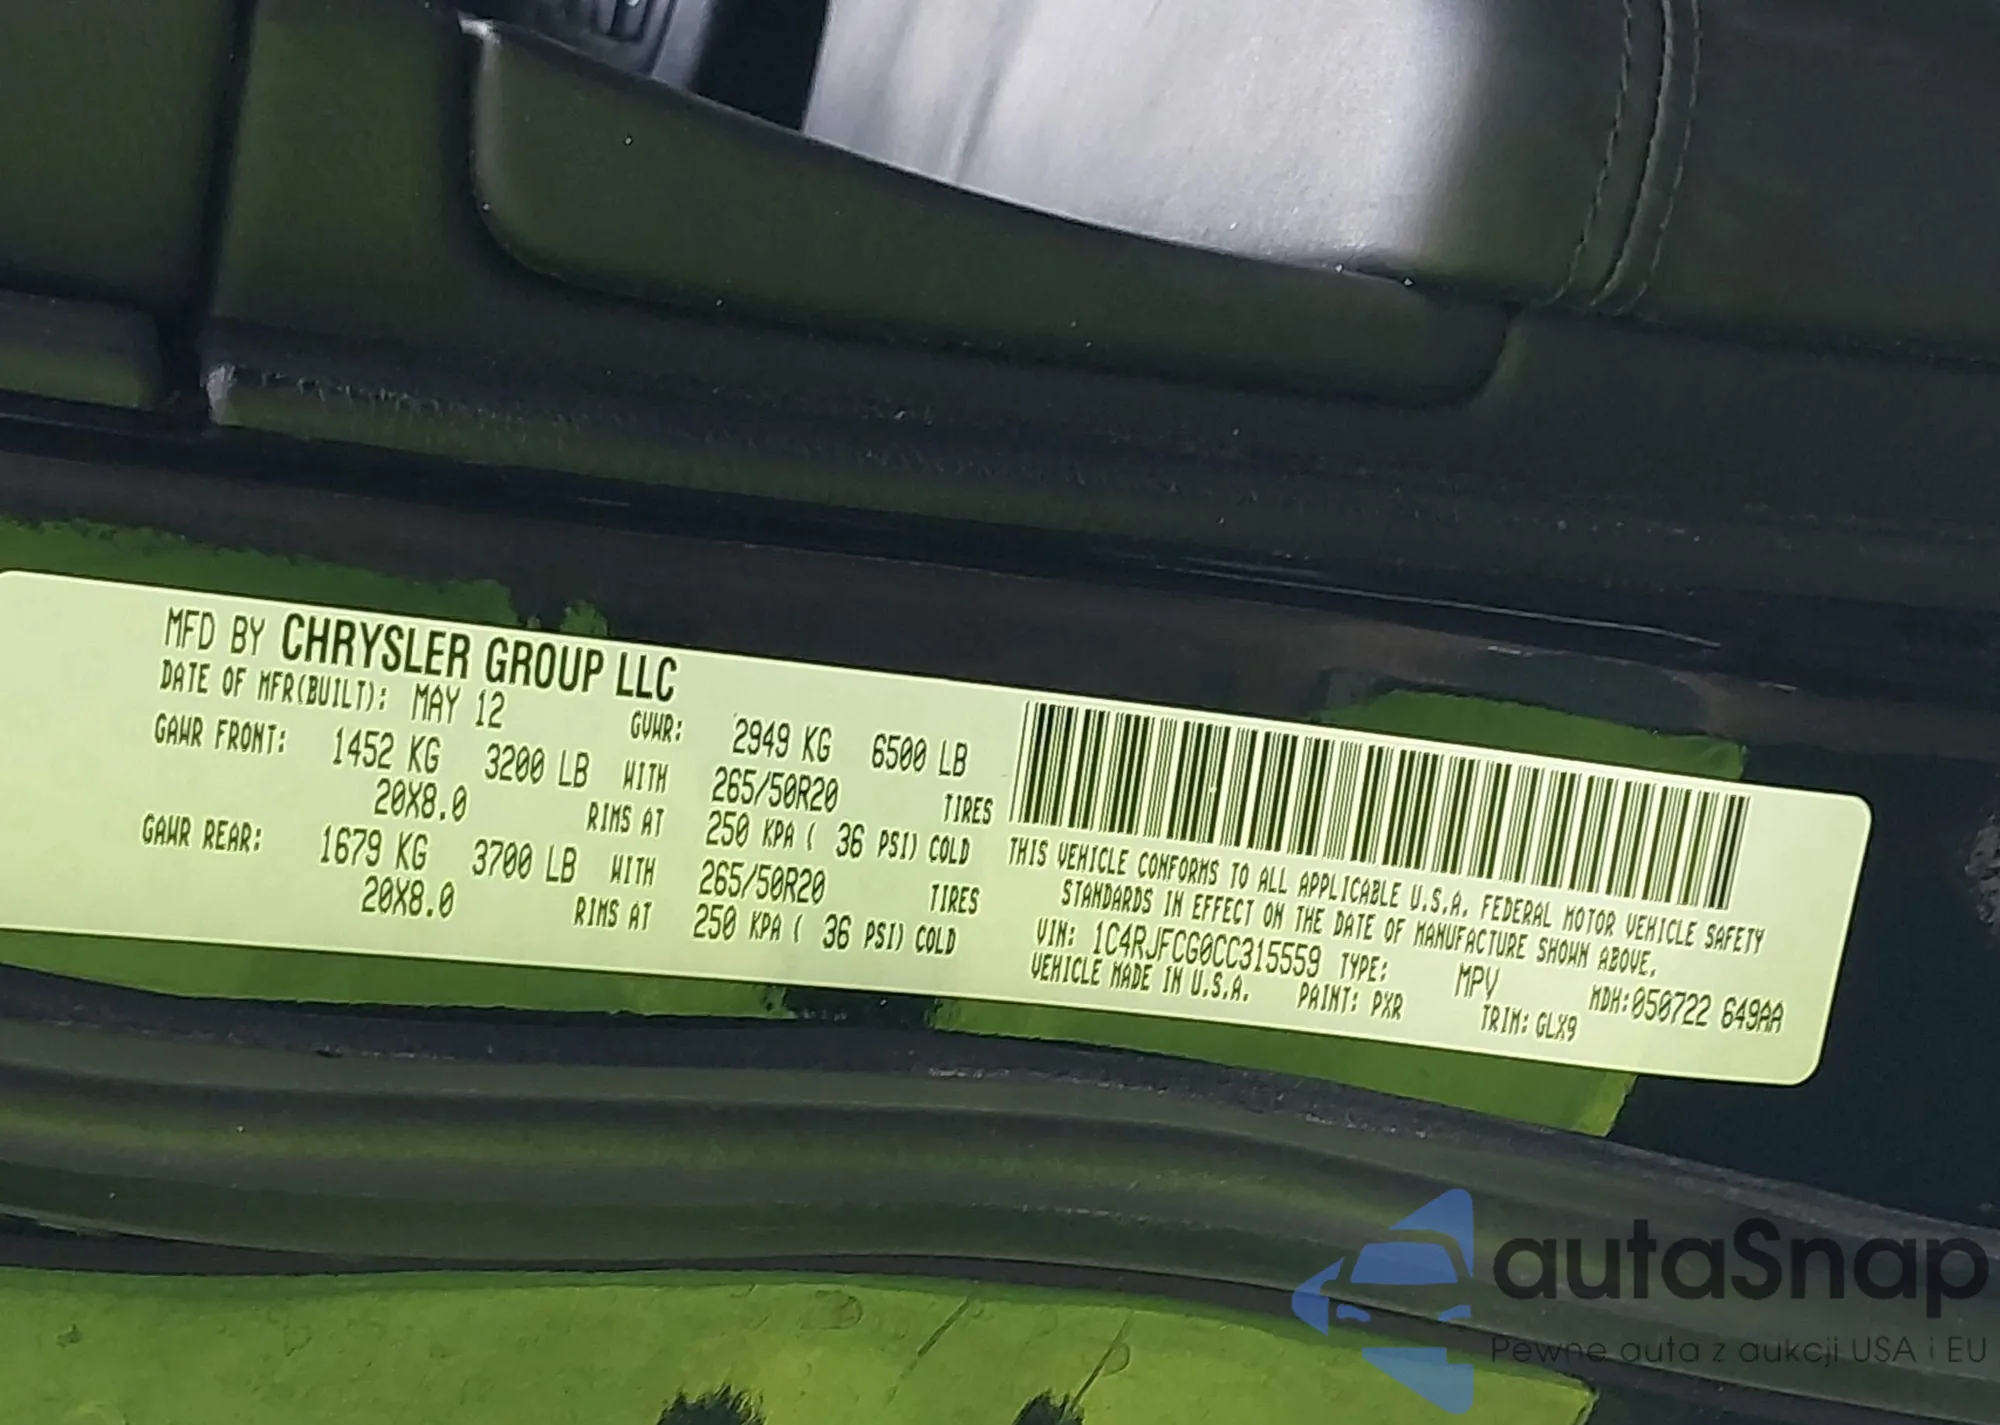 MFD BY CHRYSLER GROUP LLC
DATE OF MFR(BUILT): MAY 12 GVWR: 2949 KG 6500 LB
GAWR FRONT: 1452 KG 3200 LB WITH 265/50R20 TIRES
20X8.0 RIMS AT 250 KPA ( 36 PSI) COLD
GAWR REAR: 1679 KG 3700 LB WITH 265/50R20 TIRES
20X8.0 RIMS AT 250 KPA ( 36 PSI) COLD
THIS VEHICLE CONFORMS TO ALL APPLICABLE U.S.A. FEDERAL MOTOR VEHICLE SAFETY
STANDARDS IN EFFECT ON THE DATE OF MANUFACTURE SHOWN ABOVE.
VIN: 1C4RJFCG0CC315559 TYPE: MPV MDH:050722 649AA
VEHICLE MADE IN U.S.A. PAINT: PXR TRIM: GLX9
autaSnap
Pewne auta z aukcji USA i EU